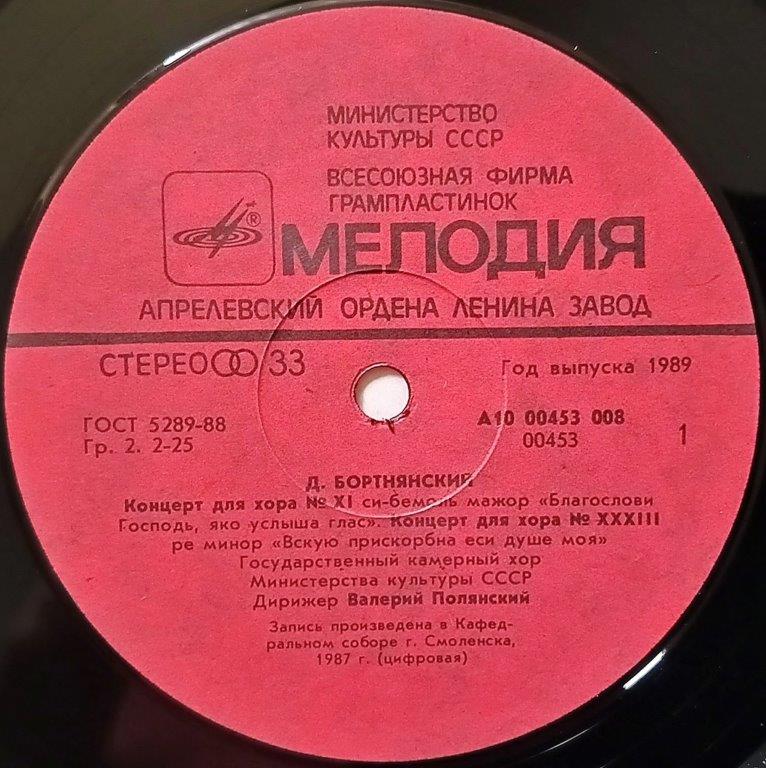 МИНИСТЕРСТВО
КУЛЬТУРЫ СССР
ВСЕСОЮЗНАЯ ФИРМА
ГРАМПЛАСТИНОК
®
МЕЛОДИЯ
АПРЕЛЕВСКИЙ ОРДЕНА ЛЕНИНА ЗАВОД
СТЕРЕО 33
Год выпуска 1989
ГОСТ 5289-88
Гр. 2. 2-25
А10 00453 008
00453
1
Д. БОРТНЯНСКИЙ
Концерт для хора № XI си-бемоль мажор «Благослови
Господь, яко услыша глас». Концерт для хора № XXXIII
ре минор «Вскую прискорбна еси душе моя»
Государственный камерный хор
Министерства культуры СССР
Дирижер Валерий Полянский
Запись произведена в Кафед-
ральном соборе г. Смоленска,
1987 г. (цифровая)